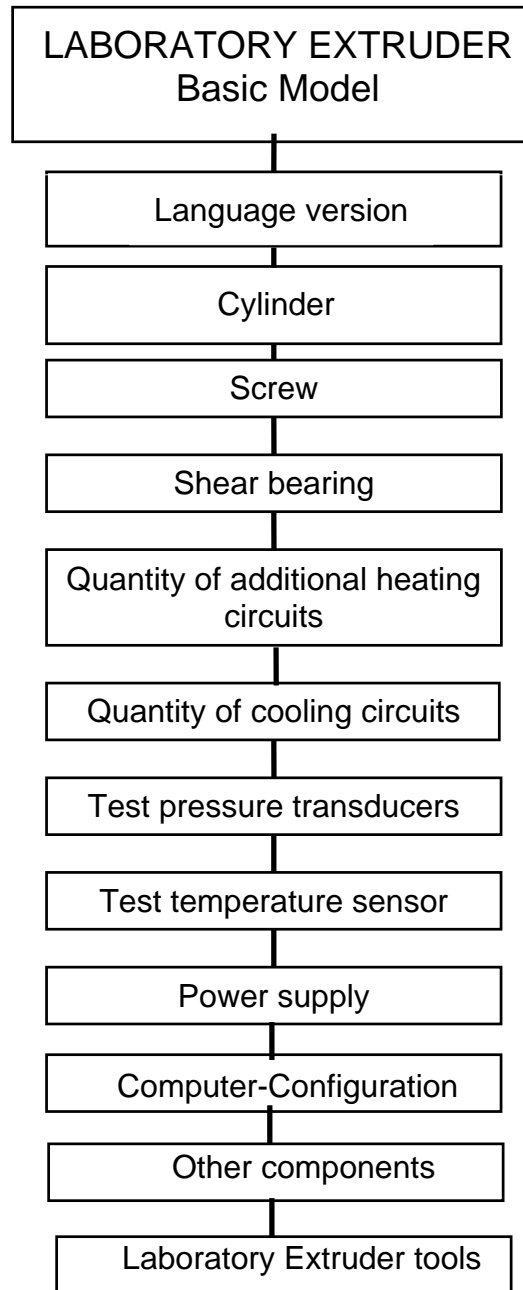 LABORATORY EXTRUDER
Basic Model
Language version
Cylinder
Screw
Shear bearing
Quantity of additional heating
circuits
Quantity of cooling circuits
Test pressure transducers
Test temperature sensor
Power supply
Computer-Configuration
Other components
Laboratory Extruder tools